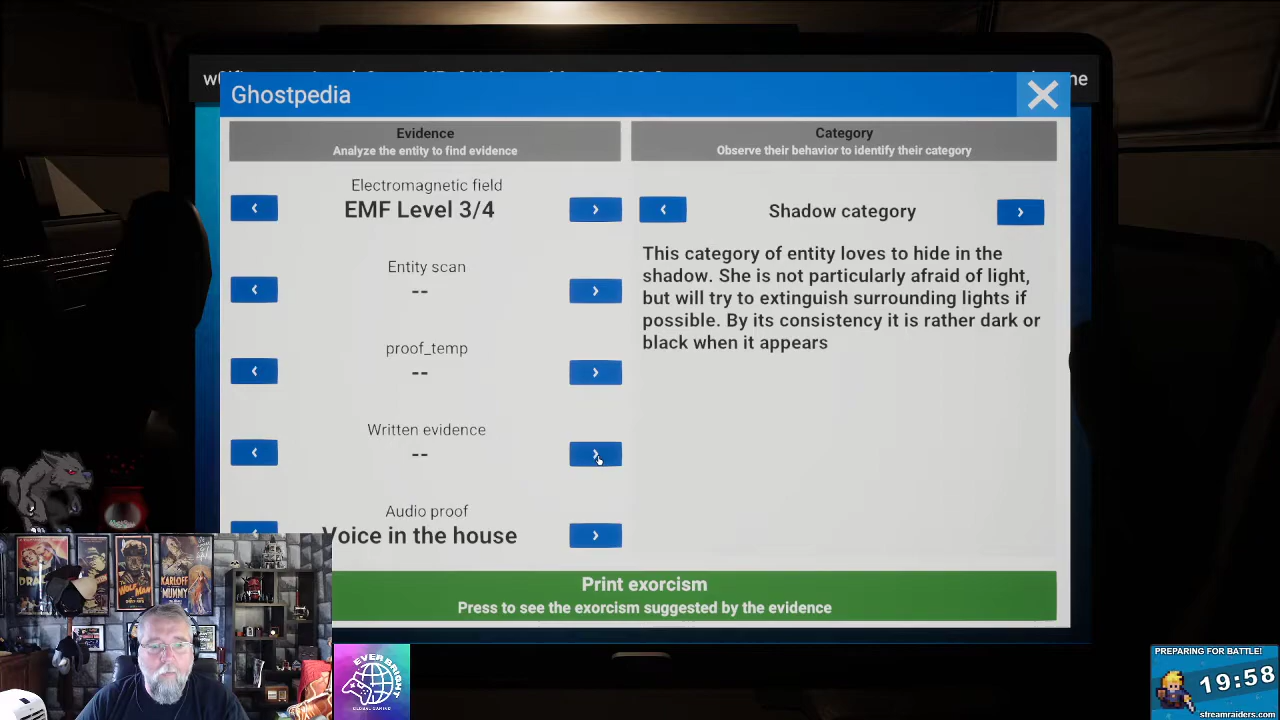 Ghostpedia
Evidence
Analyze the entity to find evidence
Category
Observe their behavior to identify their category
Electromagnetic field
EMF Level 3/4
Entity scan
--
proof_temp
--
Written evidence
--
Audio proof
Voice in the house
Shadow category
This category of entity loves to hide in the
shadow. She is not particularly afraid of light,
but will try to extinguish surrounding lights if
possible. By its consistency it is rather dark or
black when it appears
Print exorcism
Press to see the exorcism suggested by the evidence
EVER BRIGHT
GLOBAL GAMING
PREPARING FOR BATTLE!
19:58
streamraiders.com